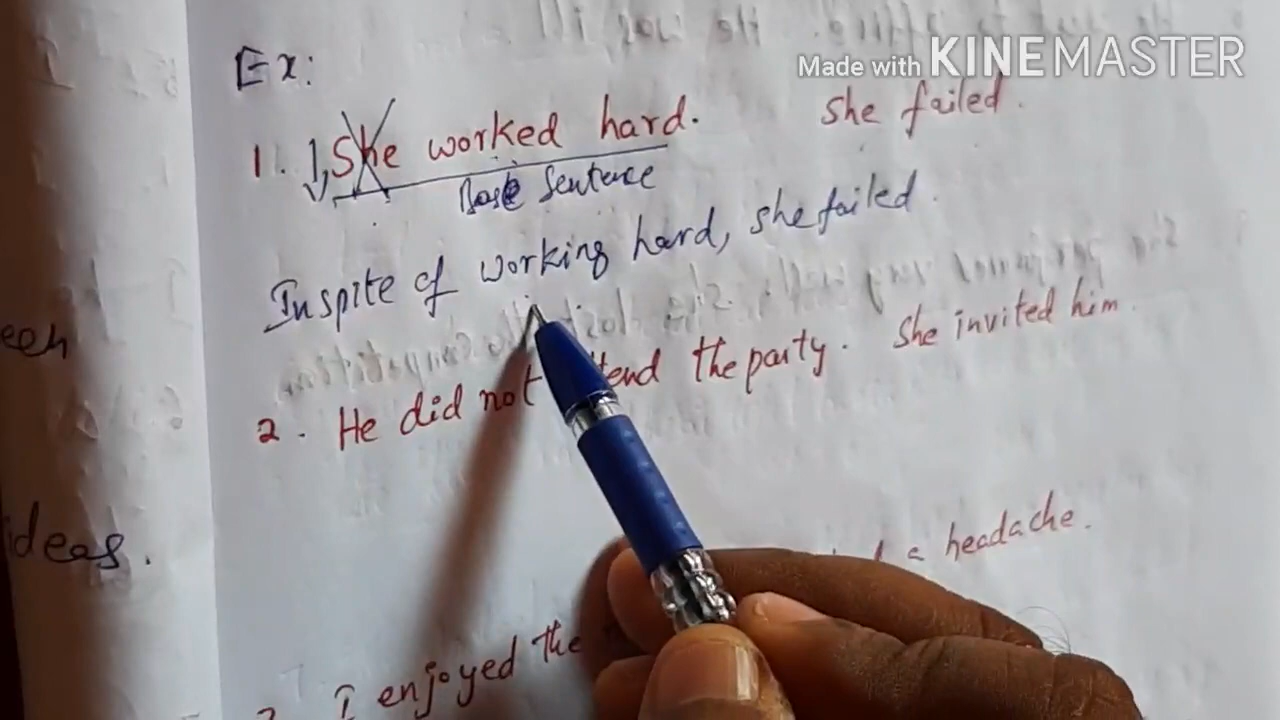 Made with KINEMASTER
Ex:
1. She worked hard. She failed.
Base Sentence
Inspite of working hard, she failed.
2. He did not the party. She invited him.
a headache.
I enjoyed the
een
ideas.